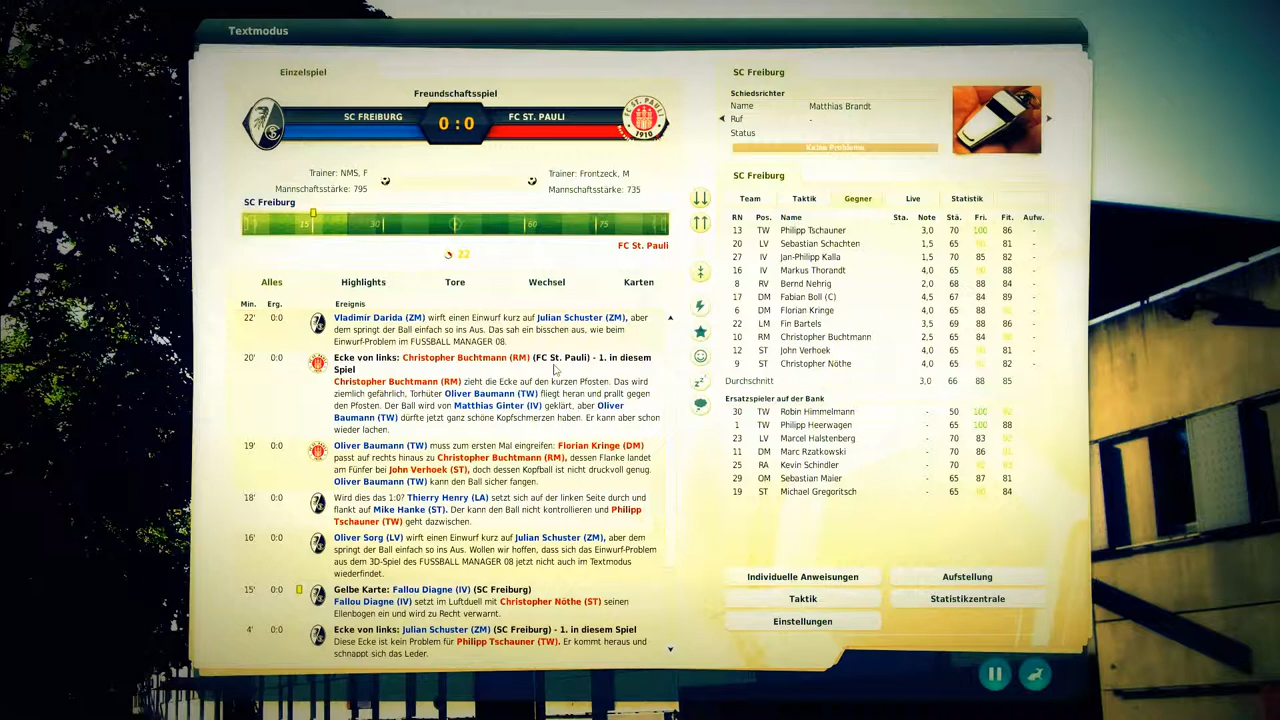 Textmodus
Einzelspiel
Freundschaftsspiel
SC FREIBURG
0 : 0
FC ST. PAULI
FC ST. PAULI
1910
Trainer: NMS, F
Mannschaftsstärke: 795
Trainer: Frontzeck, M
Mannschaftsstärke: 735
SC Freiburg
15 30 60 75
FC St. Pauli
22
Alles Highlights Tore Wechsel Karten
Min. Erg. Ereignis
22' 0:0 Vladimir Darida (ZM) wirft einen Einwurf kurz auf Julian Schuster (ZM), aber
dem springt der Ball einfach so ins Aus. Das sah ein bisschen aus, wie beim
Einwurf-Problem im FUSSBALL MANAGER 08.
20' 0:0 Ecke von links: Christopher Buchtmann (RM) (FC St. Pauli) - 1. in diesem
Spiel
Christopher Buchtmann (RM) zieht die Ecke auf den kurzen Pfosten. Das wird
ziemlich gefährlich, Torhüter Oliver Baumann (TW) fliegt heran und prallt gegen
den Pfosten. Der Ball wird von Matthias Ginter (IV) geklärt, aber Oliver
Baumann (TW) dürfte jetzt ganz schöne Kopfschmerzen haben. Er kann aber schon
wieder lachen.
19' 0:0 Oliver Baumann (TW) muss zum ersten Mal eingreifen: Florian Kringe (DM)
passt auf rechts hinaus zu Christopher Buchtmann (RM), dessen Flanke landet
am Fünfer bei John Verhoek (ST), doch dessen Kopfball ist nicht druckvoll genug.
Oliver Baumann (TW) kann den Ball sicher fangen.
18' 0:0 Wird dies das 1:0? Thierry Henry (LA) setzt sich auf der linken Seite durch und
flankt auf Mike Hanke (ST). Der kann den Ball nicht kontrollieren und Philipp
Tschauner (TW) geht dazwischen.
16' 0:0 Oliver Sorg (LV) wirft einen Einwurf kurz auf Julian Schuster (ZM), aber dem
springt der Ball einfach so ins Aus. Wollen wir hoffen, dass sich das Einwurf-Problem
aus dem 3D-Spiel des FUSSBALL MANAGER 08 jetzt nicht auch im Textmodus
wiederfindet.
15' 0:0 Gelbe Karte: Fallou Diagne (IV) (SC Freiburg)
Fallou Diagne (IV) setzt im Luftduell mit Christopher Nöthe (ST) seinen
Ellenbogen ein und wird zu Recht verwarnt.
4' 0:0 Ecke von links: Julian Schuster (ZM) (SC Freiburg) - 1. in diesem Spiel
Diese Ecke ist kein Problem für Philipp Tschauner (TW). Er kommt heraus und
schnappt sich das Leder.
SC Freiburg
Schiedsrichter
Name Matthias Brandt
Ruf -
Status
Keine Probleme
SC Freiburg
Team Taktik Gegner Live Statistik
RN Pos. Name Sta. Note Stä. Fri. Fit. Aufw.
13 TW Philipp Tschauner 3,0 70 100 86 -
20 LV Sebastian Schachten 1,5 65 81 -
27 IV Jan-Philipp Kalla 1,5 70 85 82 -
16 IV Markus Thorandt 4,0 65 88 -
8 RV Bernd Nehrig 2,0 68 88 84 -
17 DM Fabian Boll (C) 4,5 67 84 89 -
6 DM Florian Kringe 4,0 65 88 -
22 LM Fin Bartels 3,5 69 88 86 -
10 RM Christopher Buchtmann 2,5 65 84 -
12 ST John Verhoek 4,0 65 81 -
9 ST Christopher Nöthe 4,0 65 82 -
Durchschnitt 3,0 66 88 85
Ersatzspieler auf der Bank
30 TW Robin Himmelmann - 50 100 -
1 TW Philipp Heerwagen - 65 100 88 -
23 LV Marcel Halstenberg - 70 83 -
11 DM Marc Rzatkowski - 70 86 -
25 RA Kevin Schindler - 65 -
29 OM Sebastian Maier - 65 87 81 -
19 ST Michael Gregoritsch - 65 84 -
Individuelle Anweisungen Aufstellung
Taktik Statistikzentrale
Einstellungen